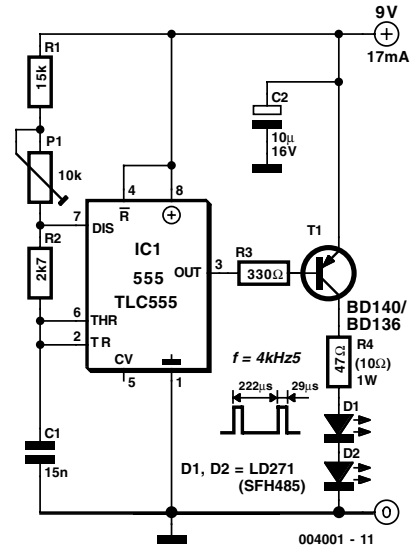 9V
+
17mA
R1
15k
P1
10k
R2
2k7
C1
15n
C2
10µ
16V
4
8
R
+
7
DIS
IC1
555
TLC555
OUT
3
6
THR
2
TR
CV
5
1
R3
330Ω
T1
BD140/
BD136
R4
47Ω
(10Ω)
1W
f = 4kHz5
222µs
29µs
D1
D2
D1, D2 = LD271
(SFH485)
0
004001 - 11